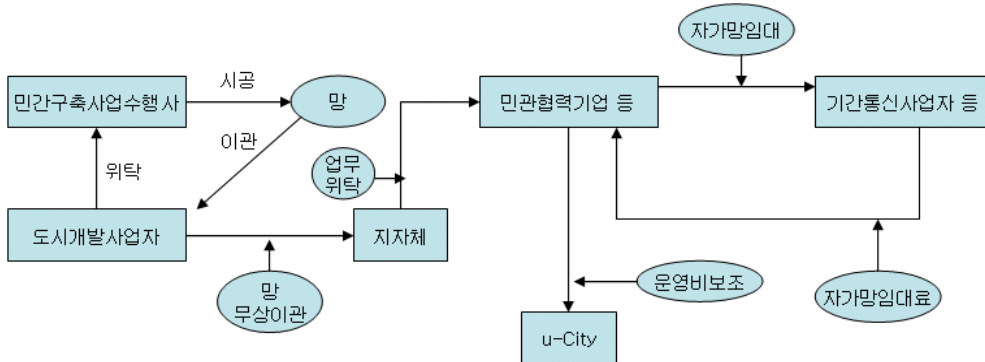 자가망임대
시공
민간구축사업수행사
망
민관협력기업 등
기간통신사업자 등
이관
위탁
업무
위탁
도시개발사업자
지자체
망
무상이관
운영비보조
자가망임대료
u-City